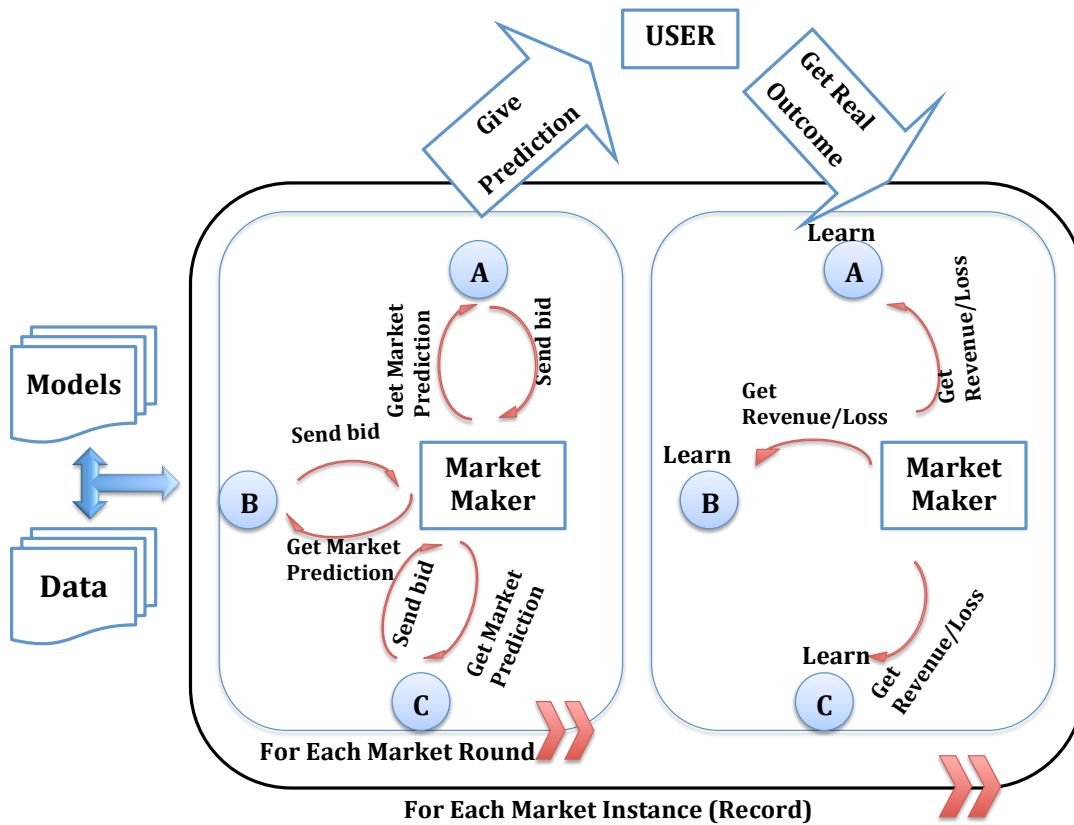 USER
Give
Prediction
Get Real
Outcome
Models
Data
A
Get Market
Prediction
Send bid
Send bid
B
Get Market
Prediction
Market
Maker
Send bid
Get Market
Prediction
C
For Each Market Round
Learn
A
Get
Revenue/Loss
Get
Revenue/Loss
Learn
B
Market
Maker
Learn
C
Get
Revenue/Loss
For Each Market Instance (Record)